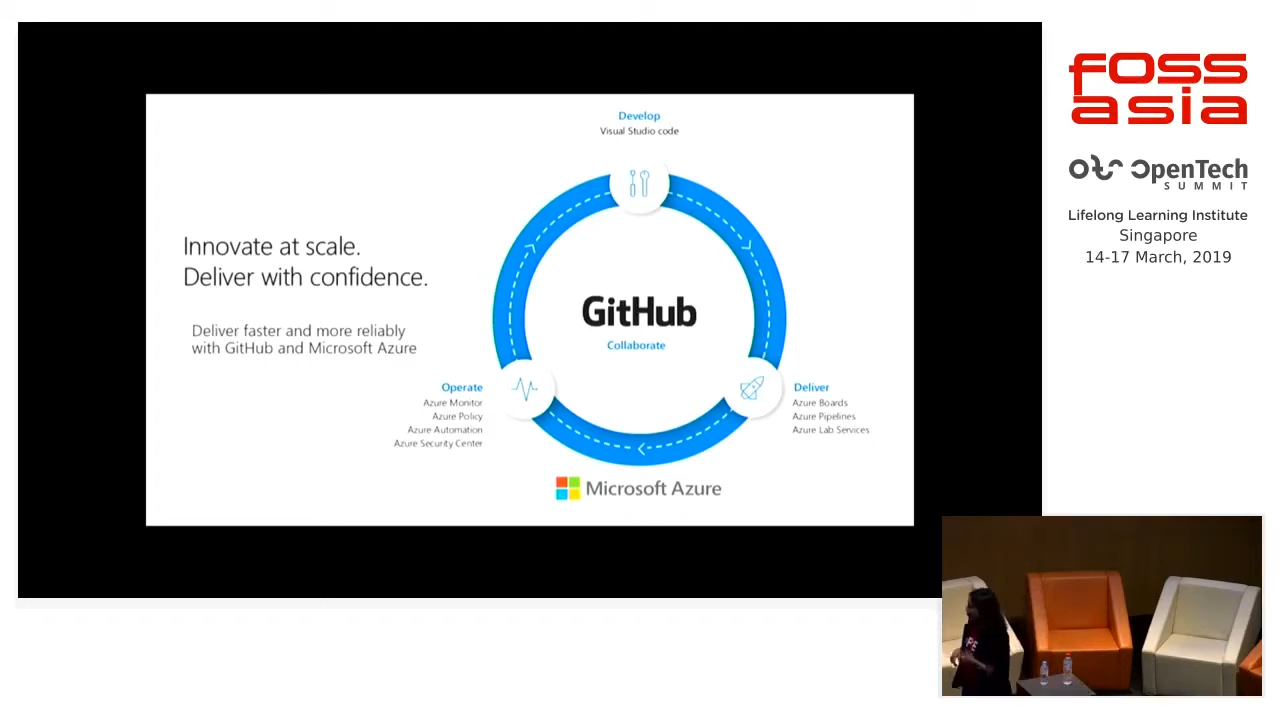 Develop
Visual Studio code
Innovate at scale.
Deliver with confidence.
Deliver faster and more reliably
with GitHub and Microsoft Azure
GitHub
Collaborate
Operate
Azure Monitor
Azure Policy
Azure Automation
Azure Security Center
Deliver
Azure Boards
Azure Pipelines
Azure Lab Services
Microsoft Azure
foss
asia
OpenTech
SUMMIT
Lifelong Learning Institute
Singapore
14-17 March, 2019